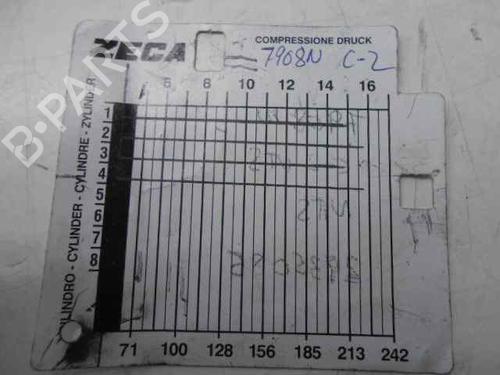 ZECA
COMPRESSIONE DRUCK
7908N C-2
6 8 10 12 14 16
CILINDRO - CYLINDER - CYLINDRE - ZYLINDER
1
2
3
4
5
6
7
8
71 100 128 156 185 213 242
B-PARTS